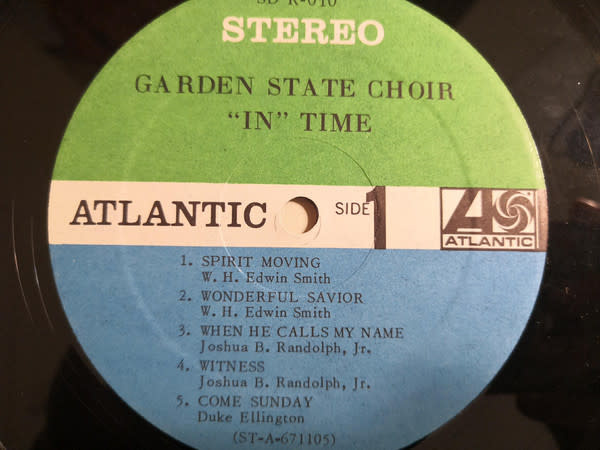 SD R-010
STEREO
GARDEN STATE CHOIR
"IN" TIME
ATLANTIC
SIDE 1
ATLANTIC
1. SPIRIT MOVING
W. H. Edwin Smith
2. WONDERFUL SAVIOR
W. H. Edwin Smith
3. WHEN HE CALLS MY NAME
Joshua B. Randolph, Jr.
4. WITNESS
Joshua B. Randolph, Jr.
5. COME SUNDAY
Duke Ellington
(ST-A-671105)